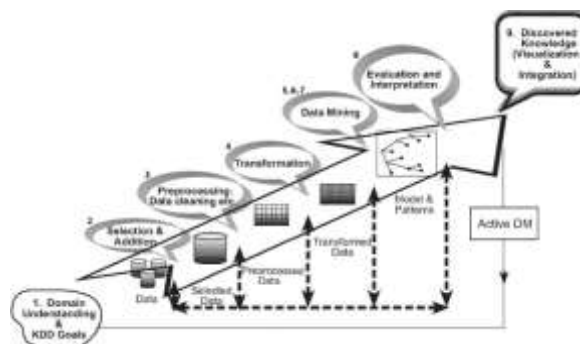 9. Discovered
Knowledge
(Visualization
&
Integration)
8
Evaluation and
Interpretation
5,6,7
Data Mining
4
Transformation
3
Preprocessing:
Data cleaning etc
2
Selection &
Addition
1. Domain
Understanding
&
KDD Goals
Data
Selected
Data
Preprocessed
Data
Transformed
Data
Model &
Patterns
Active DM